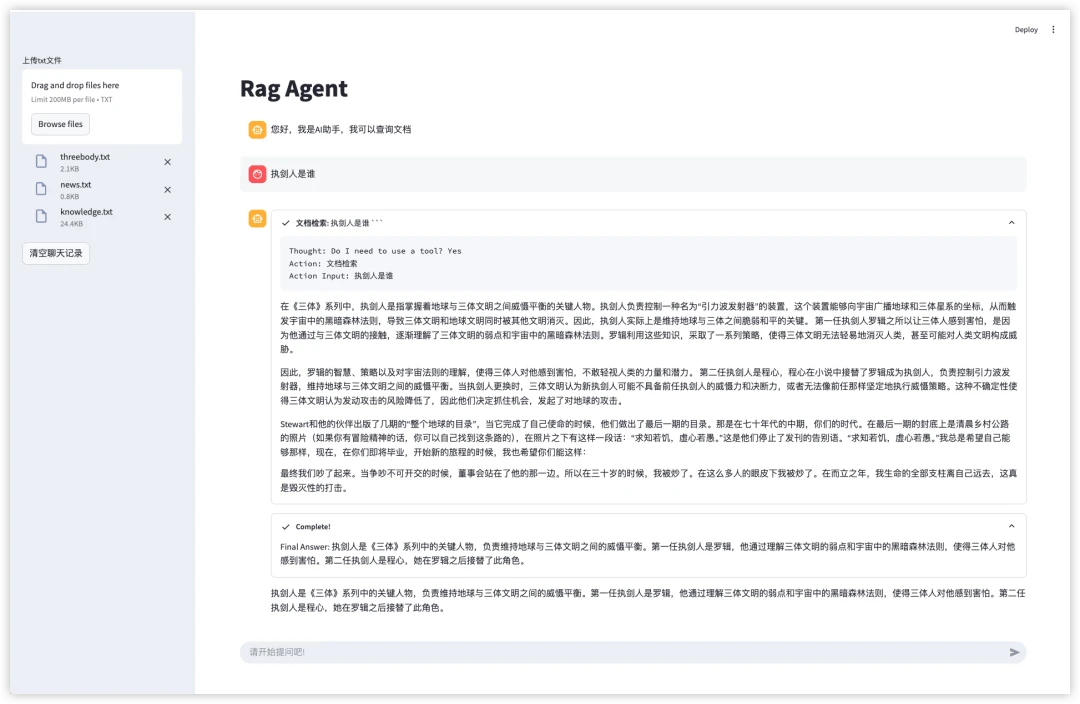 Deploy
上传txt文件
Drag and drop files here
Limit 200MB per file • TXT
Browse files
threebody.txt
2.1KB
news.txt
0.8KB
knowledge.txt
24.4KB
清空聊天记录
Rag Agent
您好，我是AI助手，我可以查询文档
执剑人是谁
文档检索: 执剑人是谁 ```
Thought: Do I need to use a tool? Yes
Action: 文档检索
Action Input: 执剑人是谁
在《三体》系列中，执剑人是指掌握着地球与三体文明之间威慑平衡的关键人物。执剑人负责控制一种名为“引力波发射器”的装置，这个装置能够向宇宙广播地球和三体星系的坐标，从而触
发宇宙中的黑暗森林法则，导致三体文明和地球文明同时被其他文明消灭。因此，执剑人实际上是维持地球与三体之间脆弱和平的关键。 第一任执剑人罗辑之所以让三体人感到害怕，是因
为他通过与三体文明的接触，逐渐理解了三体文明的弱点和宇宙中的黑暗森林法则。罗辑利用这些知识，采取了一系列策略，使得三体文明无法轻易地消灭人类，甚至可能对人类文明构成威
胁。
因此，罗辑的智慧、策略以及对宇宙法则的理解，使得三体人对他感到害怕，不敢轻视人类的力量和潜力。 第二任执剑人是程心，程心在小说中接替了罗辑成为执剑人，负责控制引力波发
射器，维持地球与三体文明之间的威慑平衡。当执剑人更换时，三体文明认为新执剑人可能不具备前任执剑人的威慑力和决断力，或者无法像前任那样坚定地执行威慑策略。这种不确定性使
得三体文明认为发动攻击的风险降低了，因此他们决定抓住机会，发起了对地球的攻击。
Stewart和他的伙伴出版了几期的“整个地球的目录”，当它完成了自己使命的时候，他们做出了最后一期的目录。那是在七十年代的中期，你们的时代。在最后一期的封底上是清晨乡村公路
的照片（如果你有冒险精神的话，你可以自己找到这条路的），在照片之下有这样一段话：“求知若饥，虚心若愚。”这是他们停止了发刊的告别语。“求知若饥，虚心若愚。”我总是希望自己能
够那样，现在，在你们即将毕业，开始新的旅程的时候，我也希望你们能这样：
最终我们吵了起来。当争吵不可开交的时候，董事会站在了他的那一边。所以在三十岁的时候，我被炒了。在这么多人的眼皮下我被炒了。在而立之年，我生命的全部支柱离自己远去，这真
是毁灭性的打击。
Complete!
Final Answer: 执剑人是《三体》系列中的关键人物，负责维持地球与三体文明之间的威慑平衡。第一任执剑人是罗辑，他通过理解三体文明的弱点和宇宙中的黑暗森林法则，使得三体人对他
感到害怕。第二任执剑人是程心，她在罗辑之后接替了此角色。
执剑人是《三体》系列中的关键人物，负责维持地球与三体文明之间的威慑平衡。第一任执剑人是罗辑，他通过理解三体文明的弱点和宇宙中的黑暗森林法则，使得三体人对他感到害怕。第二任
执剑人是程心，她在罗辑之后接替了此角色。
请开始提问吧!